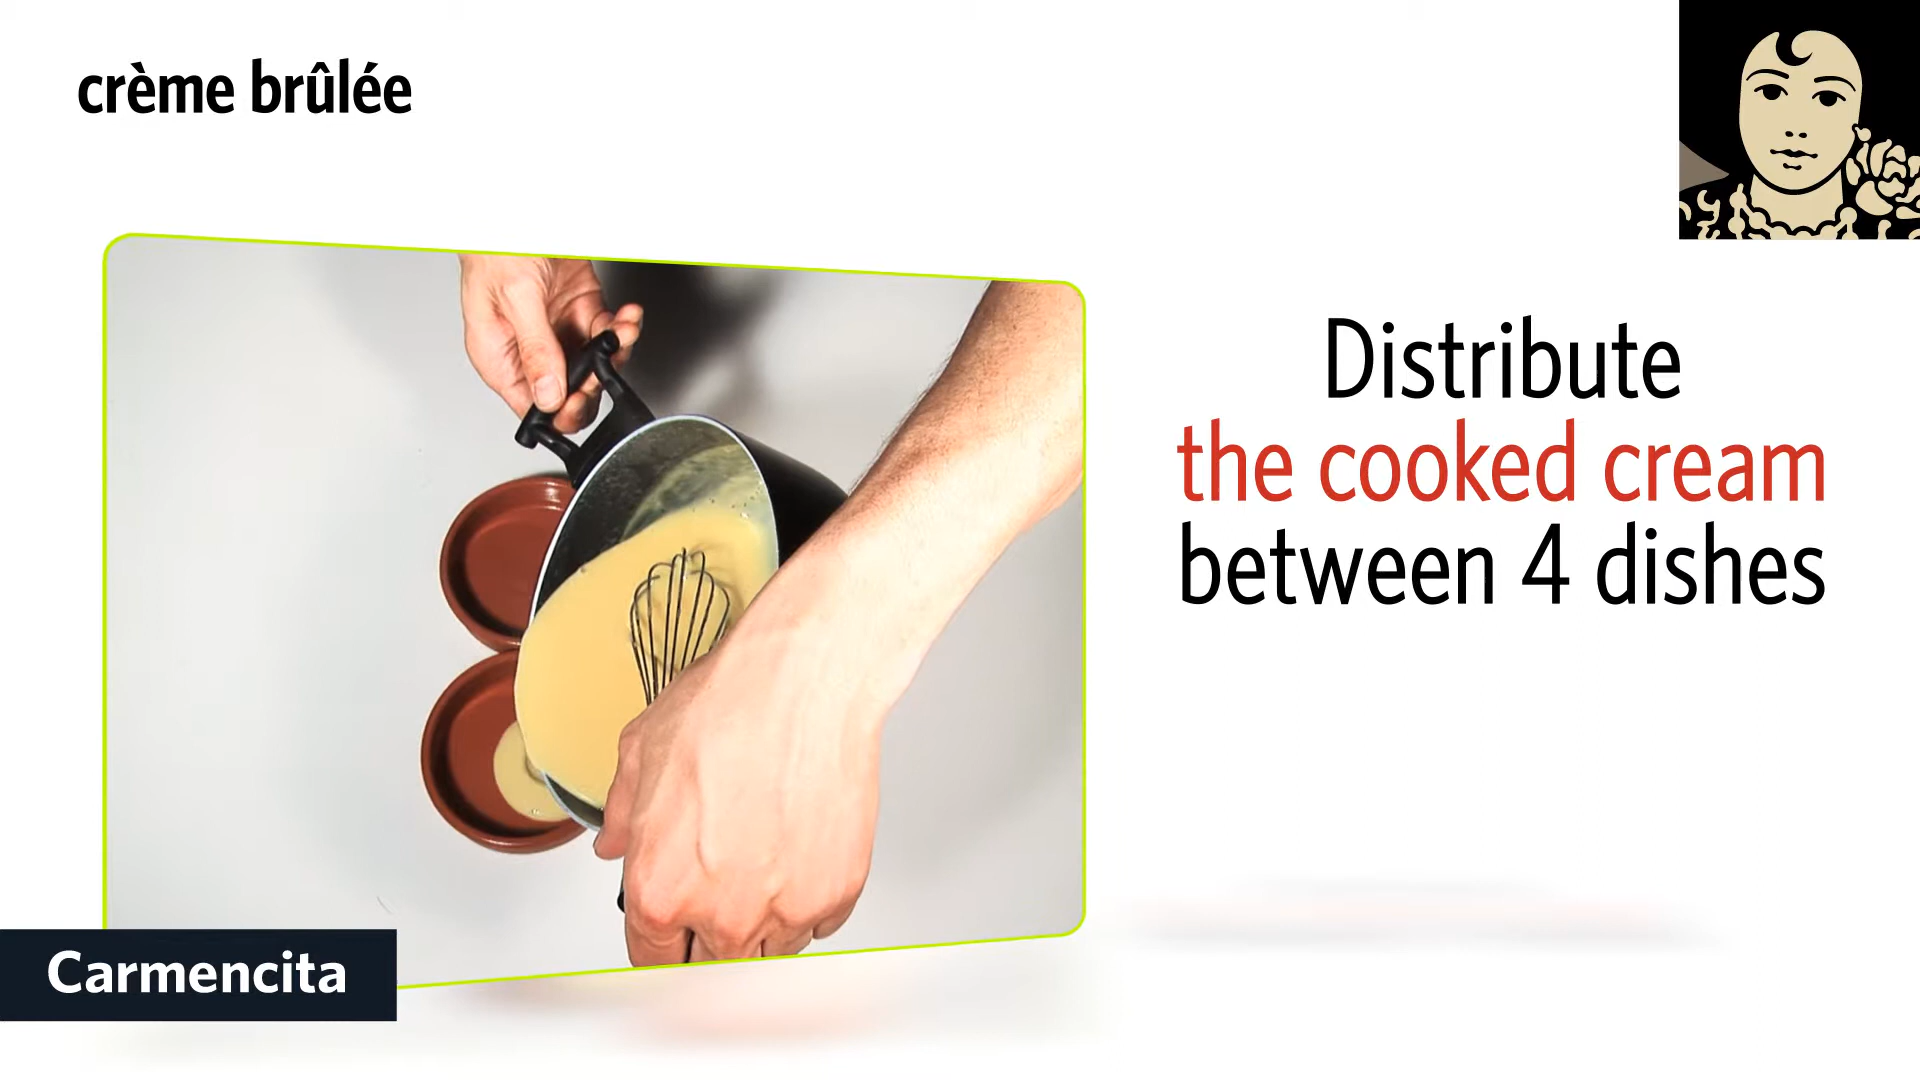 crème brûlée
Distribute
the cooked cream
between 4 dishes
Carmencita